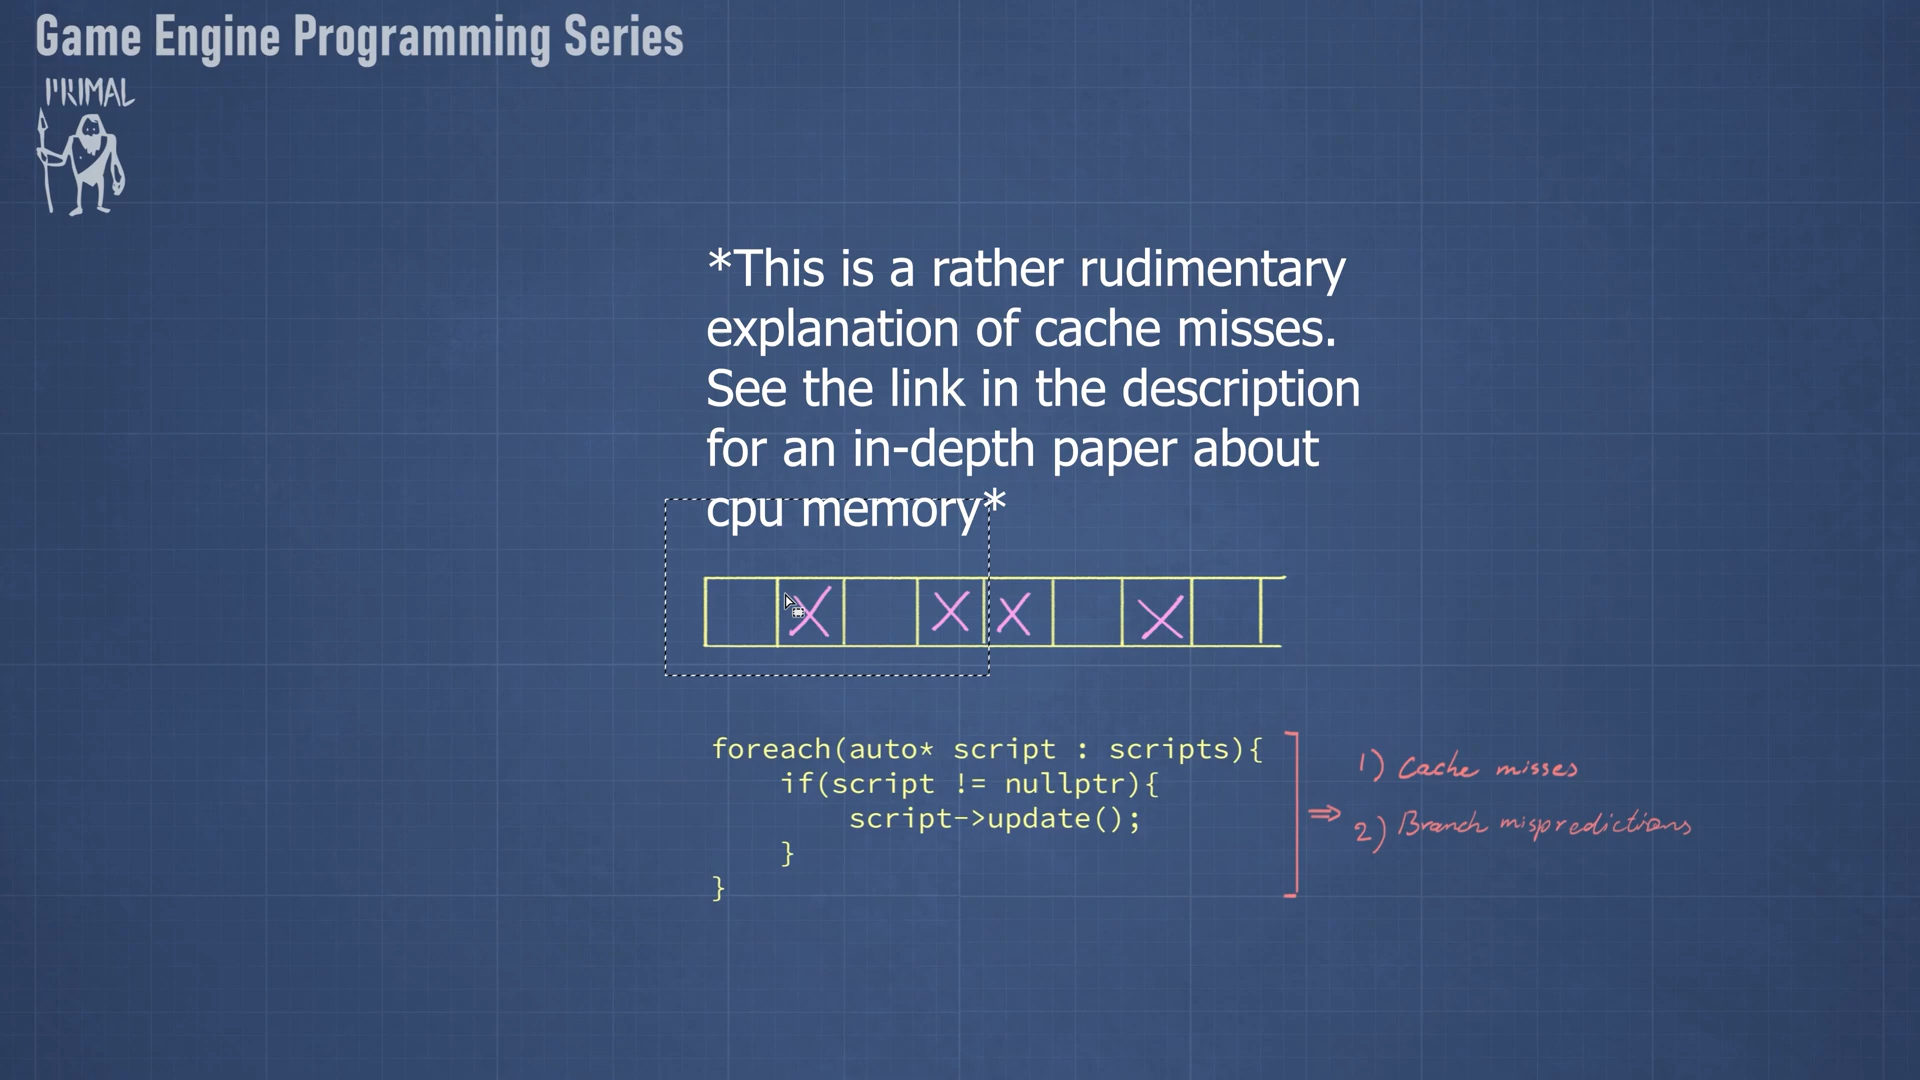 Game Engine Programming Series
PRIMAL
*This is a rather rudimentary
explanation of cache misses.
See the link in the description
for an in-depth paper about
cpu memory*
X X X X
foreach(auto* script : scripts){
    if(script != nullptr){
        script->update();
    }
}
⇒
1) Cache misses
2) Branch mispredictions